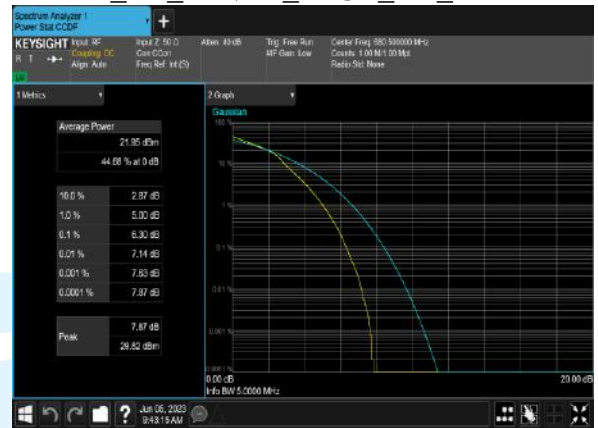 Spectrum Analyzer 1
Power Stat CCDF
KEYSIGHT
R T
Input: RF
Coupling: DC
Align: Auto
Input Z: 50 Ω
Corr CCorr
Freq Ref: Int (S)
Atten: 40 dB
Trig: Free Run
#IF Gain: Low
Center Freq: 680.500000 MHz
Counts: 1.00 M/1.00 Mpt
Radio Std: None
1 Metrics
Average Power
21.95 dBm
44.68 % at 0 dB
10.0 % 2.87 dB
1.0 % 5.00 dB
0.1 % 6.30 dB
0.01 % 7.14 dB
0.001 % 7.63 dB
0.0001 % 7.87 dB
Peak
7.87 dB
29.82 dBm
2 Graph
Gaussian
100 %
10 %
1 %
0.1 %
0.01 %
0.001 %
0.0001 %
0.00 dB
20.00 dB
Info BW 5.0000 MHz
?
Jun 05, 2023
9:43:15 AM